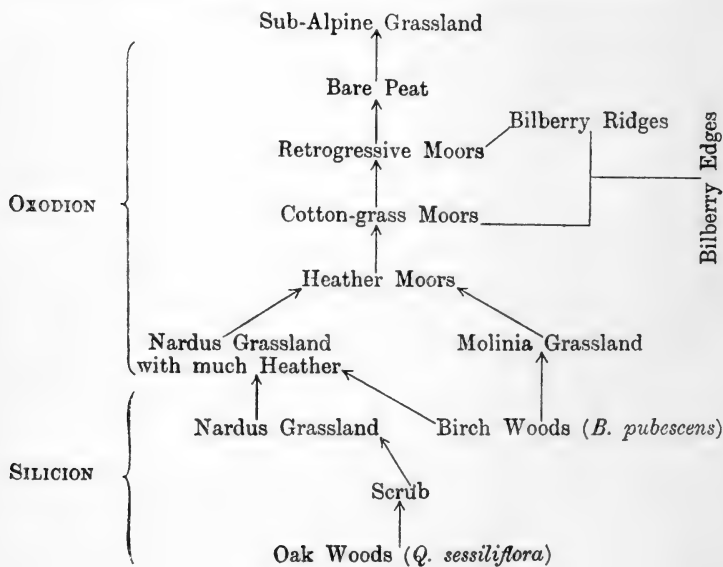 Sub-Alpine Grassland
Bare Peat
Bilberry Ridges
Retrogressive Moors
Bilberry Edges
OXODION
Cotton-grass Moors
Heather Moors
Nardus Grassland
with much Heather
Molinia Grassland
Nardus Grassland
Birch Woods (B. pubescens)
SILICION
Scrub
Oak Woods (Q. sessiliflora)